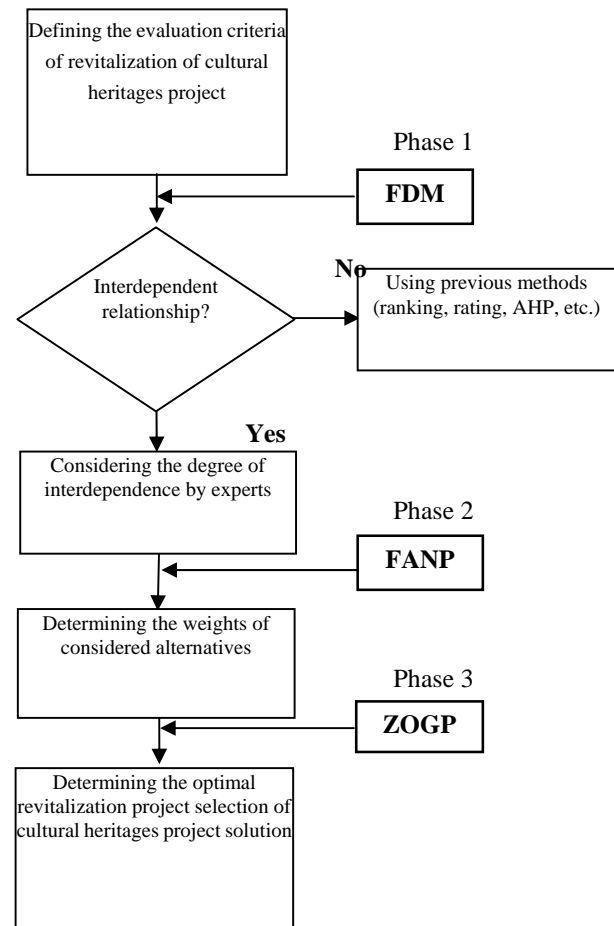 Defining the evaluation criteria
of revitalization of cultural
heritages project
Phase 1
FDM
Interdependent
relationship?
No
Using previous methods
(ranking, rating, AHP, etc.)
Yes
Considering the degree of
interdependence by experts
Phase 2
FANP
Determining the weights of
considered alternatives
Phase 3
ZOGP
Determining the optimal
revitalization project selection of
cultural heritages project solution